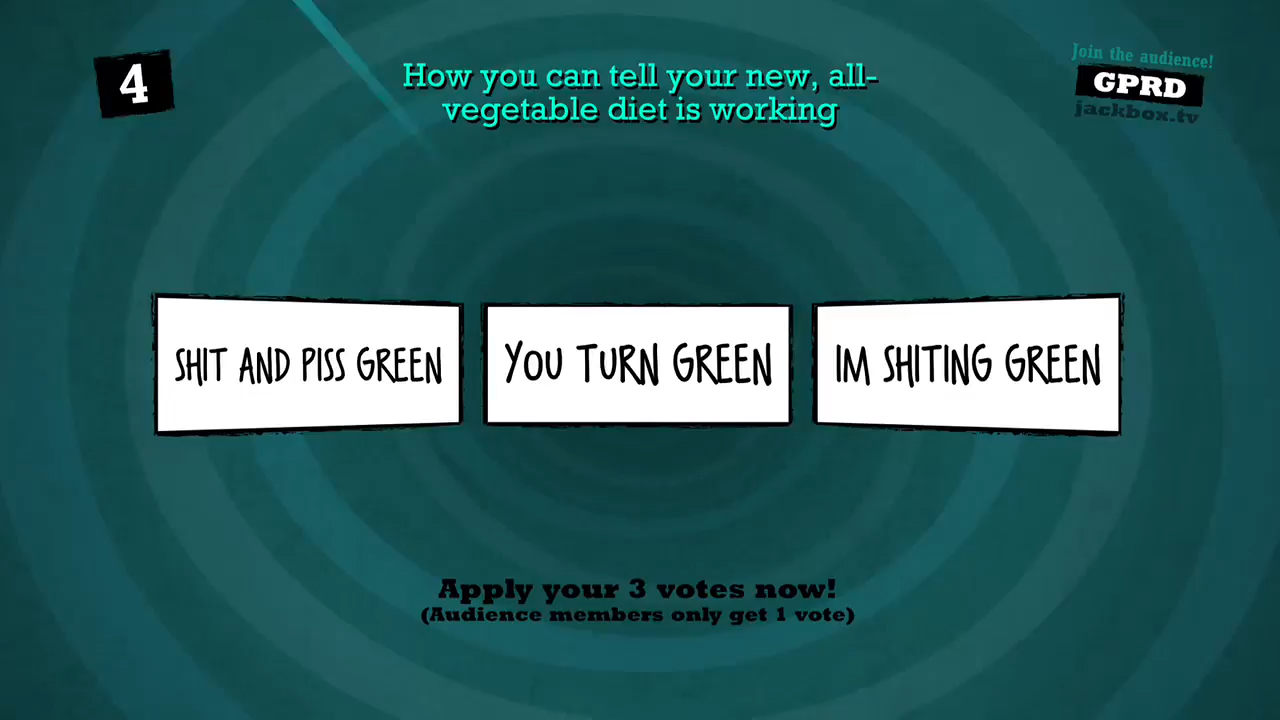 4
How you can tell your new, all-
vegetable diet is working
Join the audience!
GPRD
jackbox.tv
SHIT AND PISS GREEN
YOU TURN GREEN
IM SHITING GREEN
Apply your 3 votes now!
(Audience members only get 1 vote)